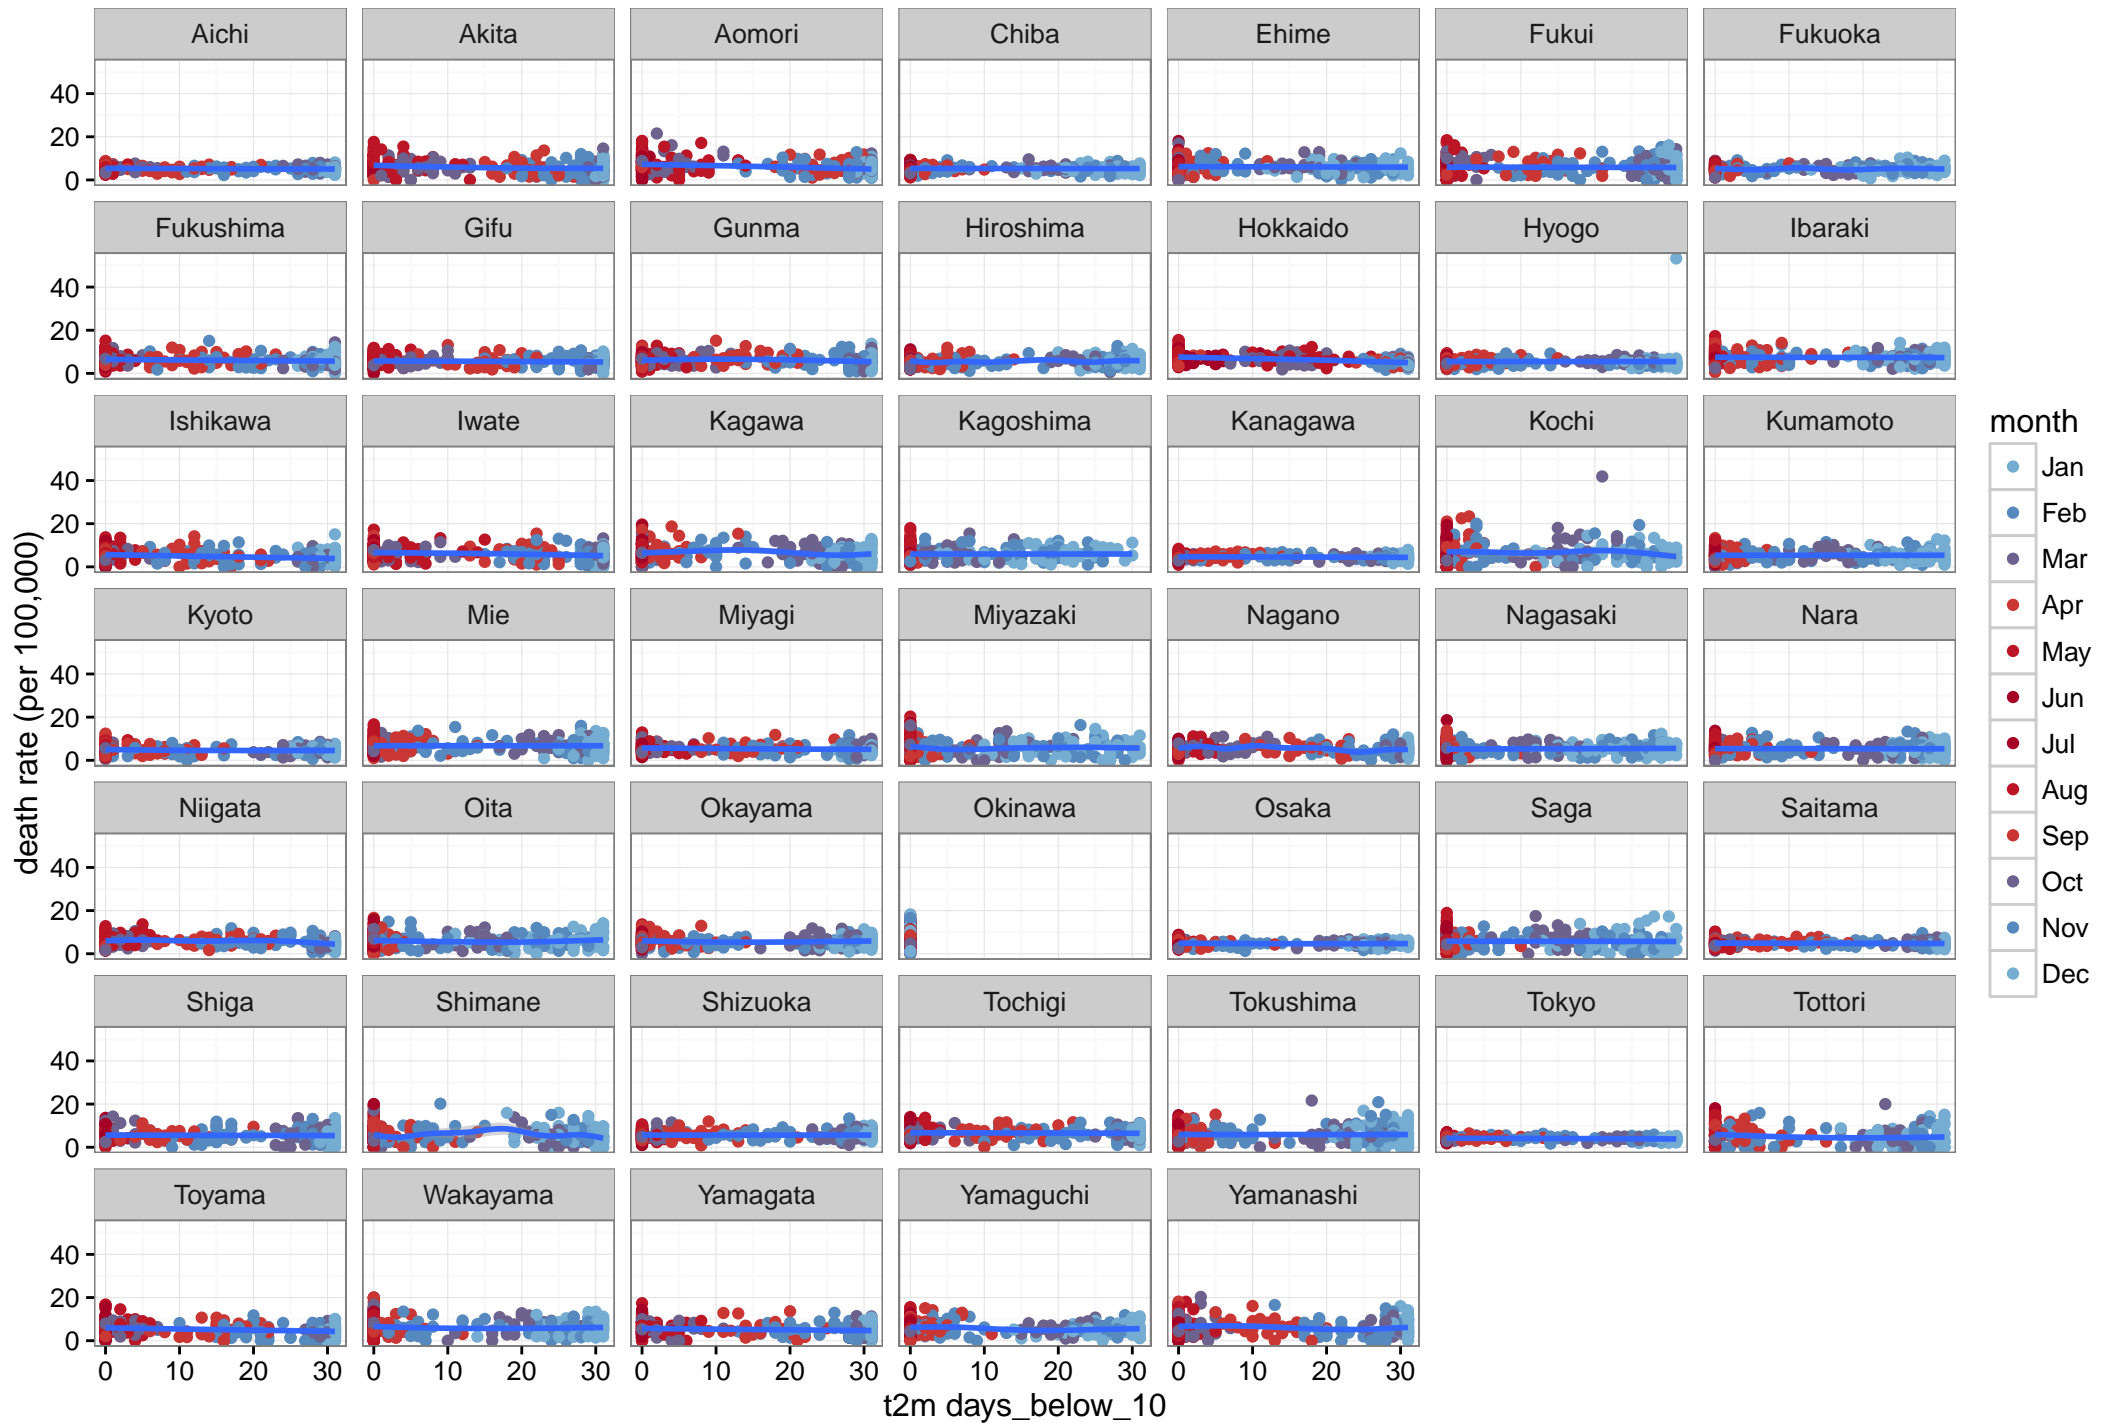 Aichi Akita Aomori Chiba Ehime Fukui Fukuoka
40
20
0
Fukushima Gifu Gunma Hiroshima Hokkaido Hyogo Ibaraki
40
20
0
Ishikawa Iwate Kagawa Kagoshima Kanagawa Kochi Kumamoto
40
20
0
Kyoto Mie Miyagi Miyazaki Nagano Nagasaki Nara
40
20
0
Niigata Oita Okayama Okinawa Osaka Saga Saitama
40
20
0
Shiga Shimane Shizuoka Tochigi Tokushima Tokyo Tottori
40
20
0
Toyama Wakayama Yamagata Yamaguchi Yamanashi
40
20
0
0 10 20 30 0 10 20 30 0 10 20 30 0 10 20 30 0 10 20 30
t2m days_below_10
death rate (per 100,000)
month
Jan
Feb
Mar
Apr
May
Jun
Jul
Aug
Sep
Oct
Nov
Dec